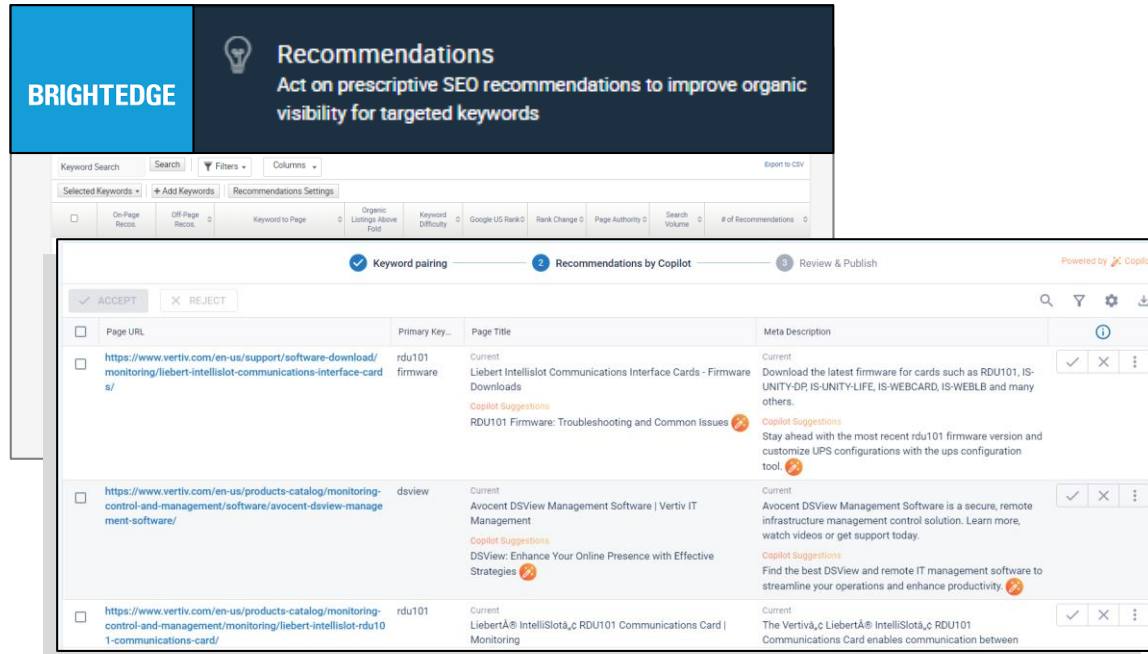 BRIGHTEDGE
Recommendations
Act on prescriptive SEO recommendations to improve organic
visibility for targeted keywords
Keyword Search Search Filters Columns Export to CSV
Selected Keywords + Add Keywords Recommendations Settings
On-Page Recos. Off-Page Recos. Keyword to Page Organic Listings Above Fold Keyword Difficulty Google US Rank Rank Change Page Authority Search Volume # of Recommendations
Keyword pairing 2 Recommendations by Copilot 3 Review & Publish Powered by Copilo
ACCEPT REJECT
Page URL Primary Key... Page Title Meta Description
https://www.vertiv.com/en-us/support/software-download/
monitoring/liebert-intellislot-communications-interface-card
s/
rdu101
firmware
Current
Liebert Intellislot Communications Interface Cards - Firmware
Downloads
Copilot Suggestions
RDU101 Firmware: Troubleshooting and Common Issues
Current
Download the latest firmware for cards such as RDU101, IS-
UNITY-DP, IS-UNITY-LIFE, IS-WEBCARD, IS-WEBLB and many
others.
Copilot Suggestions
Stay ahead with the most recent rdu101 firmware version and
customize UPS configurations with the ups configuration
tool.
https://www.vertiv.com/en-us/products-catalog/monitoring-
control-and-management/software/avocent-dsview-manage
ment-software/
dsview
Current
Avocent DSView Management Software | Vertiv IT
Management
Copilot Suggestions
DSView: Enhance Your Online Presence with Effective
Strategies
Current
Avocent DSView Management Software is a secure, remote
infrastructure management control solution. Learn more,
watch videos or get support today.
Copilot Suggestions
Find the best DSView and remote IT management software to
streamline your operations and enhance productivity.
https://www.vertiv.com/en-us/products-catalog/monitoring-
control-and-management/monitoring/liebert-intellislot-rdu10
1-communications-card/
rdu101
Current
LiebertÂ® IntelliSlotâ„¢ RDU101 Communications Card |
Monitoring
Current
The Vertivâ„¢ LiebertÂ® IntelliSlotâ„¢ RDU101
Communications Card enables communication between